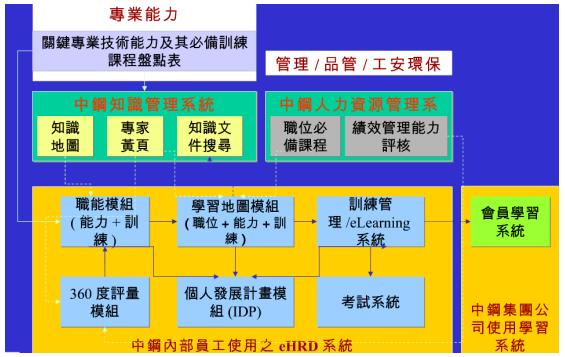 專業能力
關鍵專業技術能力及其必備訓練
課程盤點表
管理 / 品管 / 工安環保
中鋼知識管理系統
知識
地圖
專家
黃頁
知識文
件搜尋
中鋼人力資源管理系
職位必
備課程
績效管理能力
評核
職能模組
( 能力 + 訓
練 )
學習地圖模組
( 職位 + 能力 + 訓
練 )
訓練管
理 /eLearning
系統
會員學習
系統
360 度評量
模組
個人發展計畫模
組 (IDP)
考試系統
中鋼集團公
司使用學習
系統
中鋼內部員工使用之 eHRD 系統